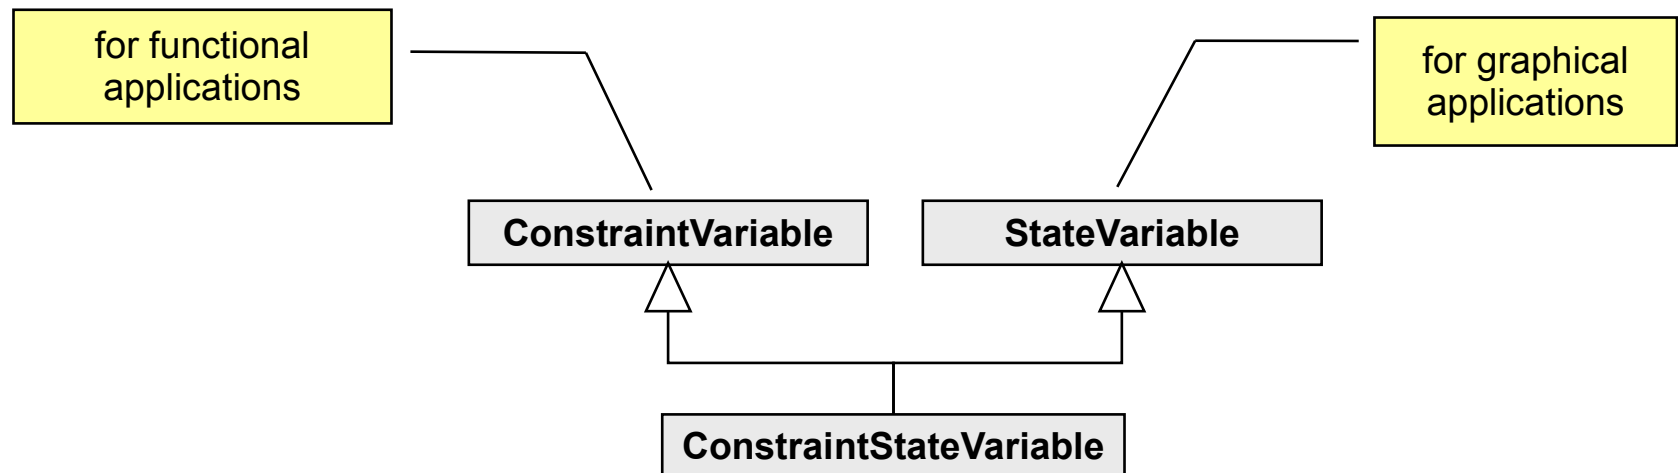 for functional
applications
for graphical
applications
ConstraintVariable
StateVariable
ConstraintStateVariable